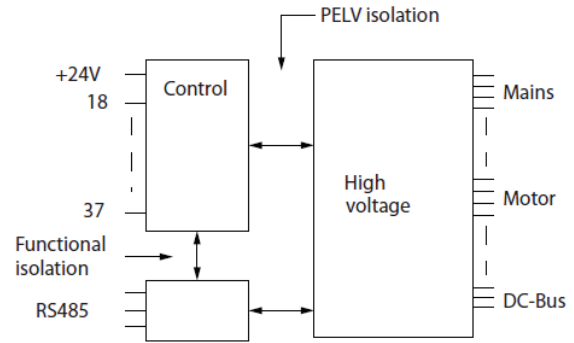 PELV isolation
+24V
18
37
Control
High
voltage
Mains
Motor
DC-Bus
Functional
isolation
RS485